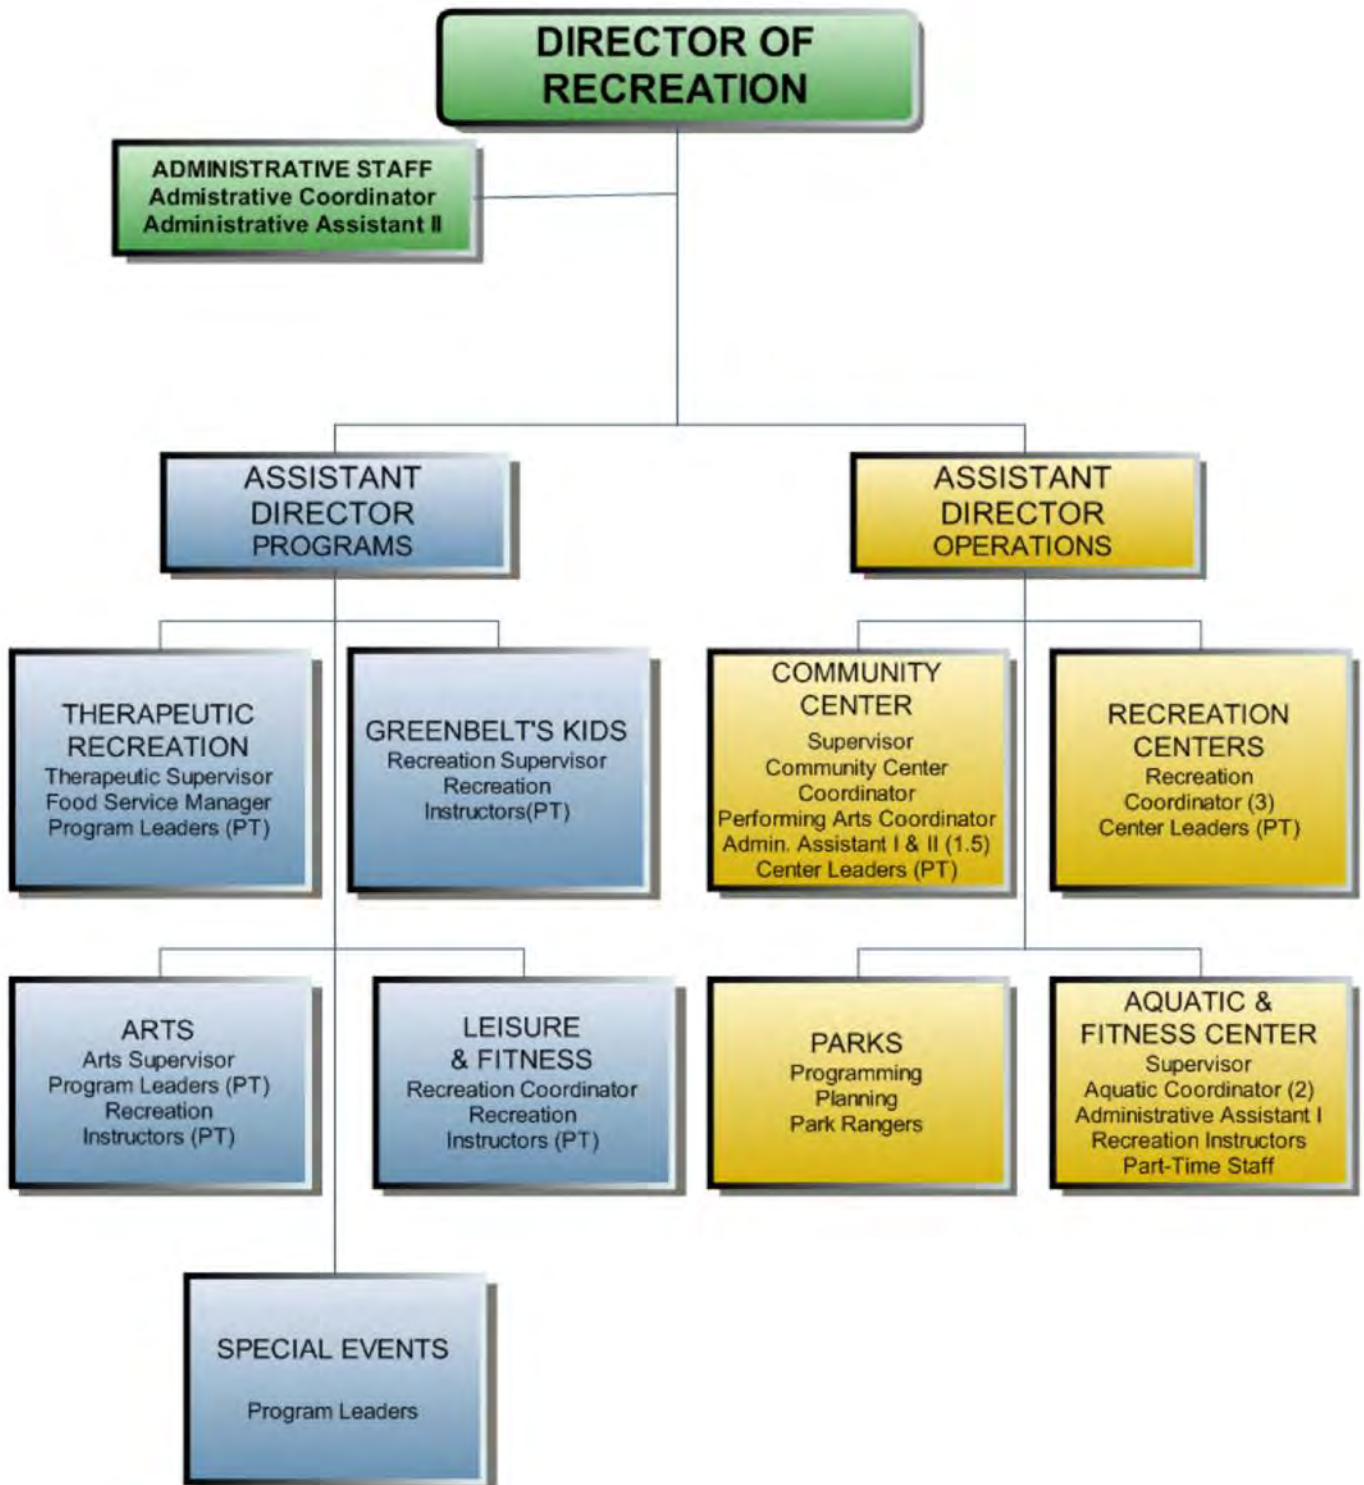 DIRECTOR OF
RECREATION
ADMINISTRATIVE STAFF
Admistrative Coordinator
Administrative Assistant II
ASSISTANT
DIRECTOR
PROGRAMS
ASSISTANT
DIRECTOR
OPERATIONS
THERAPEUTIC
RECREATION
Therapeutic Supervisor
Food Service Manager
Program Leaders (PT)
GREENBELT'S KIDS
Recreation Supervisor
Recreation
Instructors(PT)
COMMUNITY
CENTER
Supervisor
Community Center
Coordinator
Performing Arts Coordinator
Admin. Assistant I & II (1.5)
Center Leaders (PT)
RECREATION
CENTERS
Recreation
Coordinator (3)
Center Leaders (PT)
ARTS
Arts Supervisor
Program Leaders (PT)
Recreation
Instructors (PT)
LEISURE
& FITNESS
Recreation Coordinator
Recreation
Instructors (PT)
PARKS
Programming
Planning
Park Rangers
AQUATIC &
FITNESS CENTER
Supervisor
Aquatic Coordinator (2)
Administrative Assistant I
Recreation Instructors
Part-Time Staff
SPECIAL EVENTS
Program Leaders